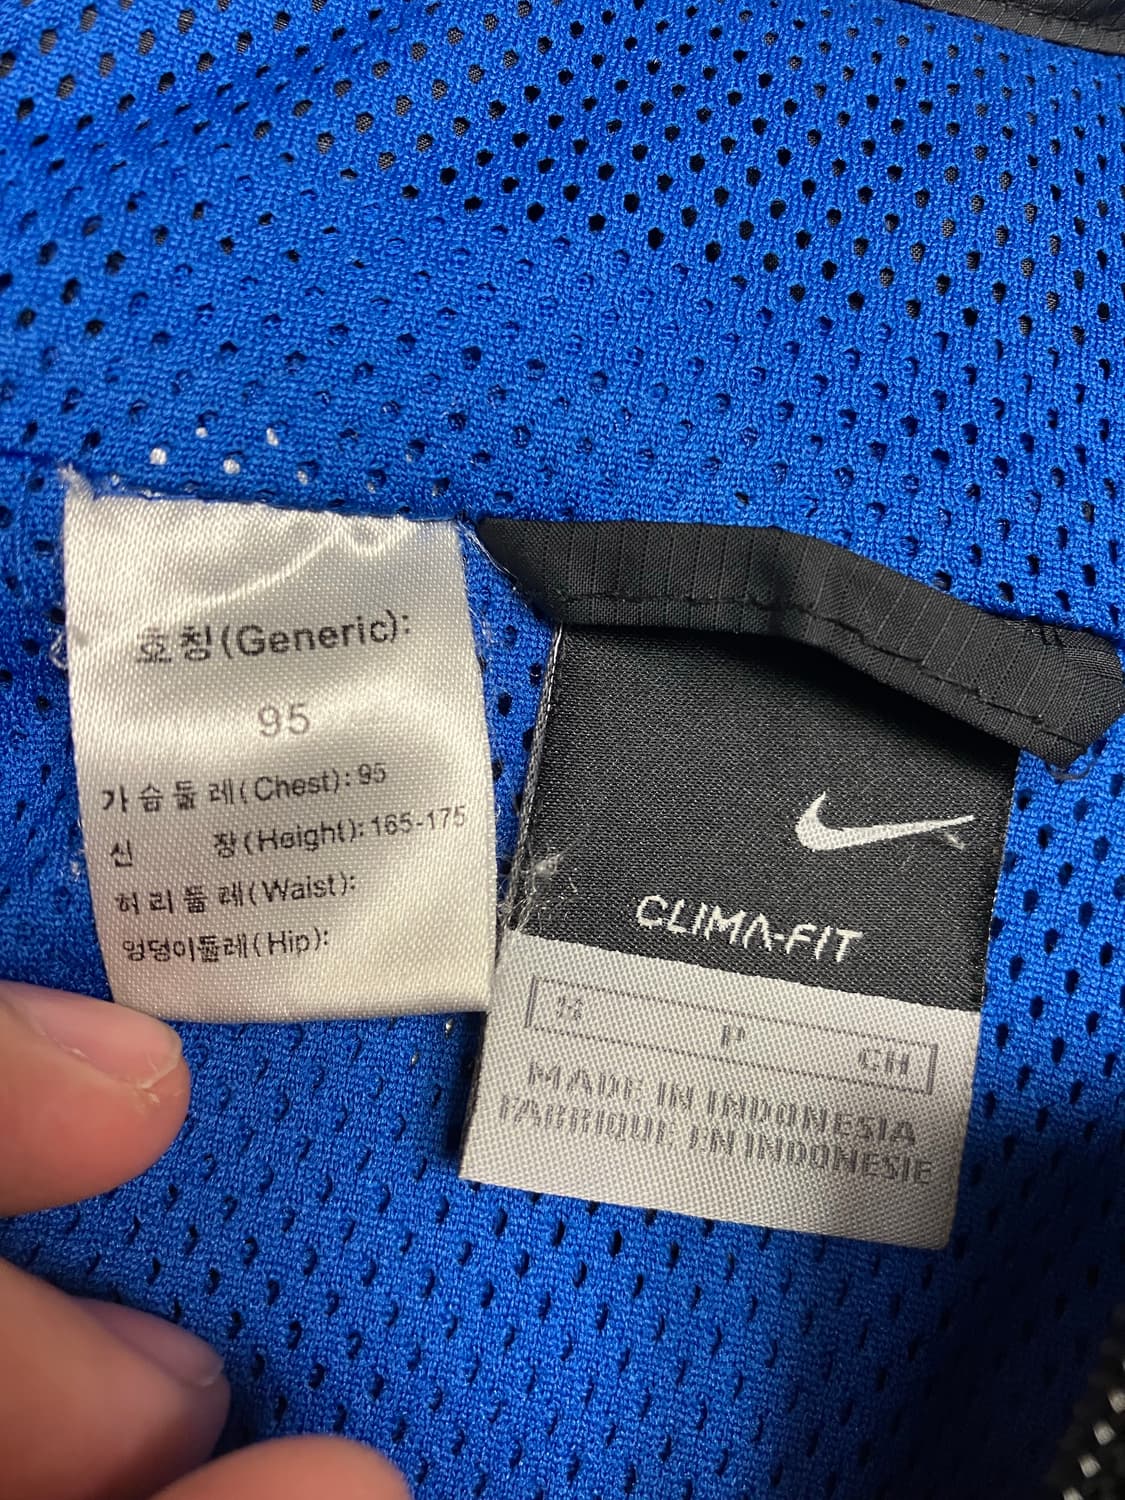 호칭(Generic):
95
가슴둘레(Chest): 95
신 장(Height): 165-175
허리둘레(Waist):
엉덩이둘레(Hip):
CLIMA-FIT
S P CH
MADE IN INDONESIA
FABRIQUE EN INDONESIE